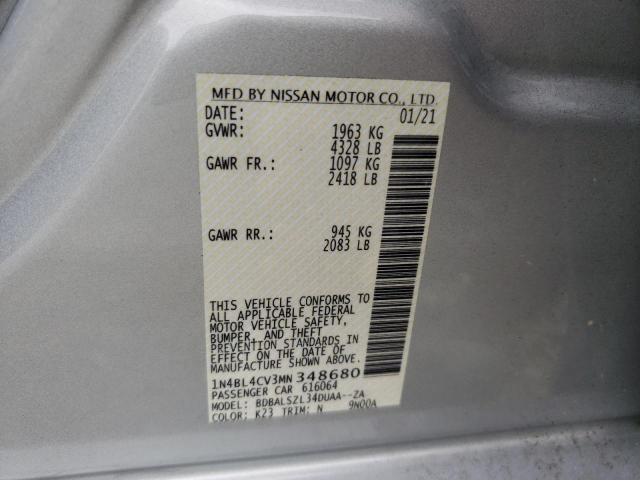 MFD BY NISSAN MOTOR CO., LTD.
DATE: 01/21
GVWR: 1963 KG
4328 LB
GAWR FR.: 1097 KG
2418 LB
GAWR RR.: 945 KG
2083 LB
THIS VEHICLE CONFORMS TO
ALL APPLICABLE FEDERAL
MOTOR VEHICLE SAFETY,
BUMPER, AND THEFT
PREVENTION STANDARDS IN
EFFECT ON THE DATE OF
MANUFACTURE SHOWN ABOVE.
1N4BL4CV3MN348680
PASSENGER CAR 616064
MODEL: BDBALSZL34DUAA--ZA
COLOR: K23 TRIM: N 9N00A